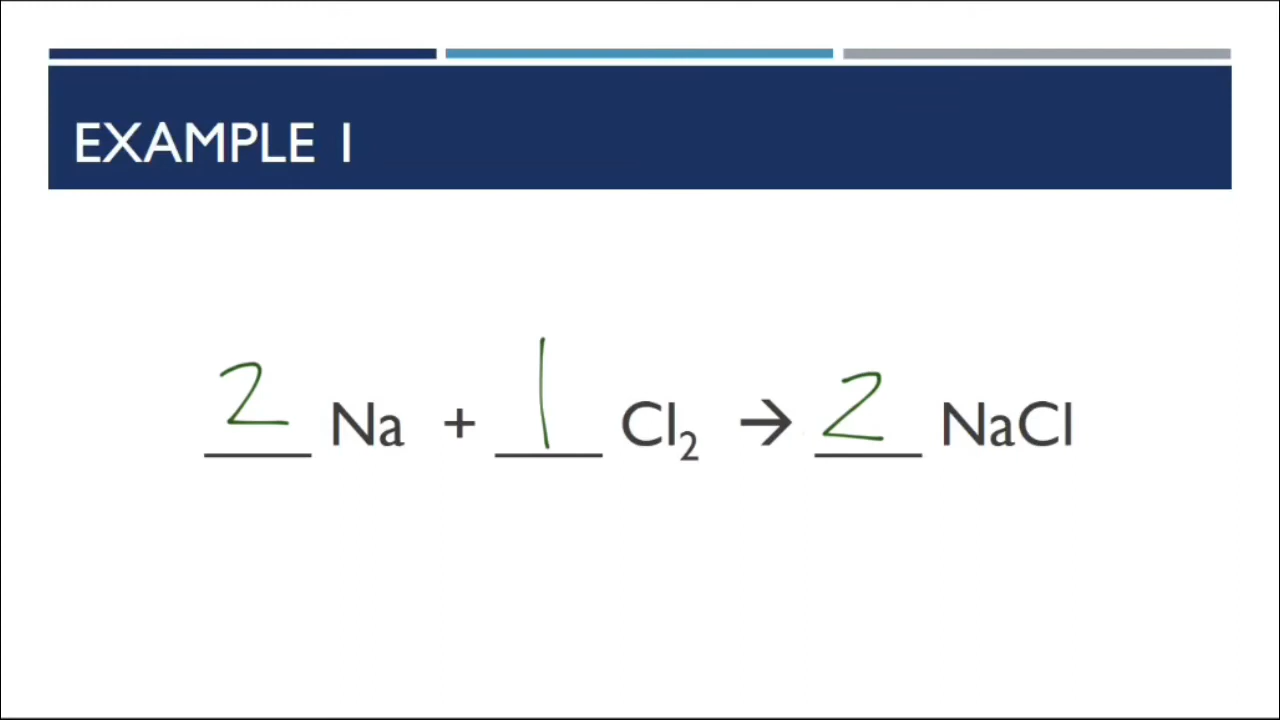 EXAMPLE 1
2 Na + 1 Cl₂ → 2 NaCl